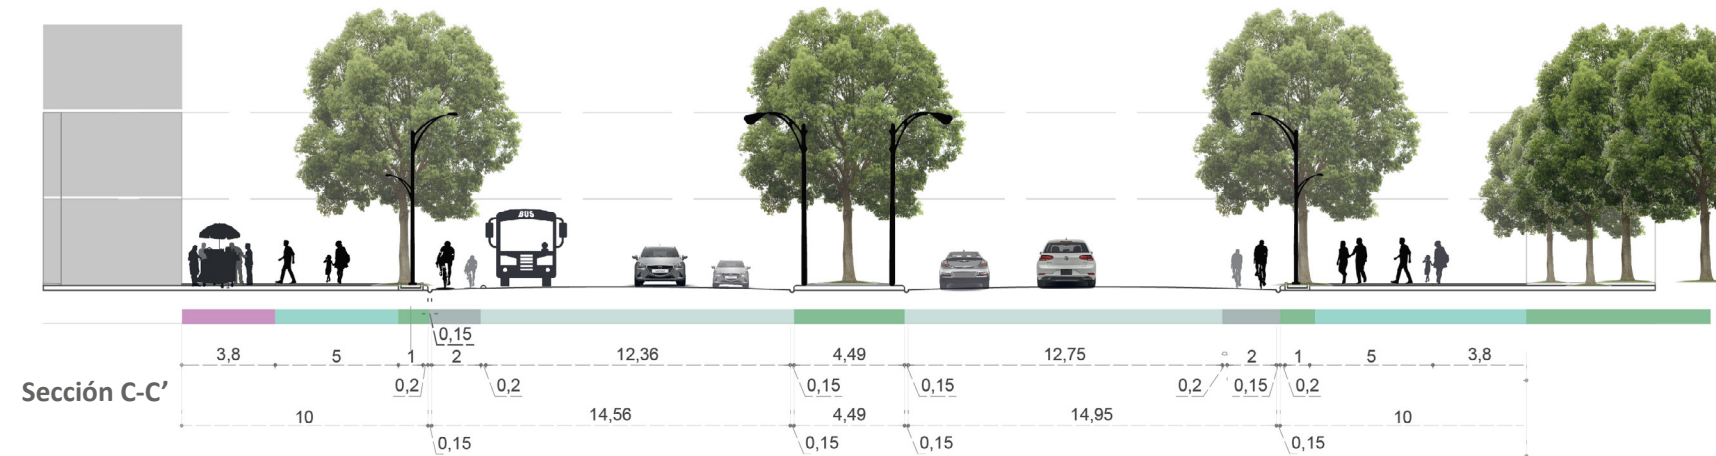 BUS
0,15
3,8 5 1 2 12,36 4,49 12,75 2 1 5 3,8
0,2 0,2 0,15 0,15 0,2 0,15 0,2
Sección C-C’
10 14,56 4,49 14,95 10
0,15 0,15 0,15 0,15